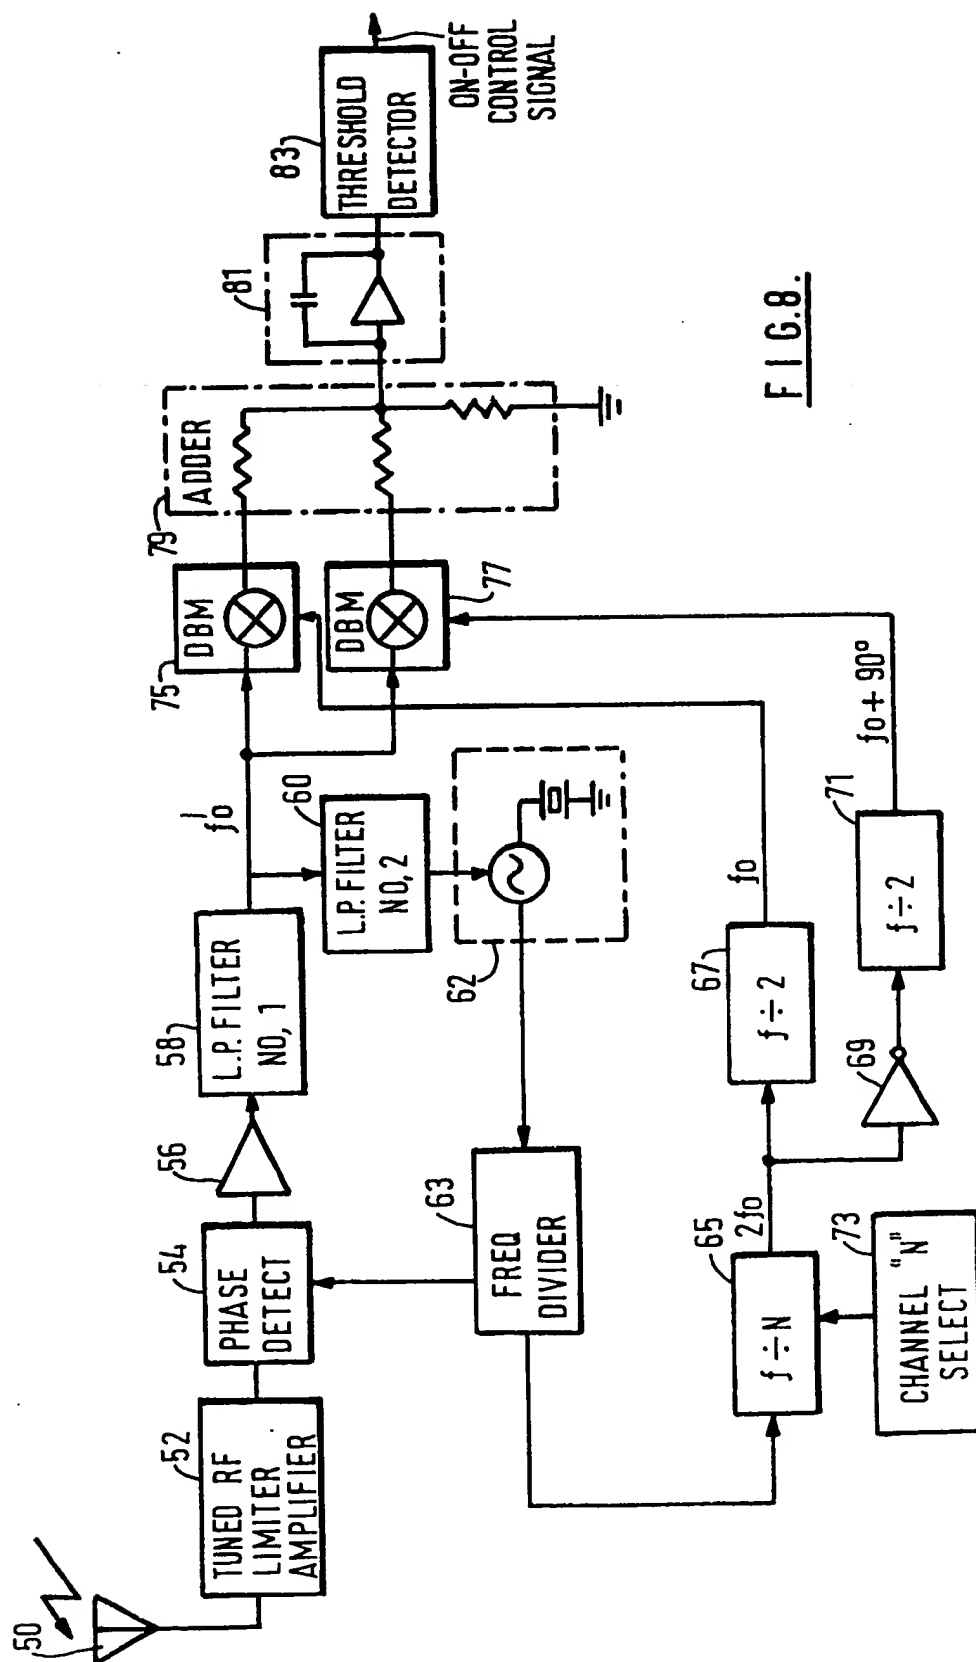 50
52
TUNED RF
LIMITER
AMPLIFIER
54
PHASE
DETECT
56
58
L.P. FILTER
NO, 1
f'o
60
L.P. FILTER
NO, 2
62
63
FREQ
DIVIDER
65
f ÷ N
2fo
73
CHANNEL "N"
SELECT
67
f ÷ 2
fo
69
71
f ÷ 2
fo + 90°
75
DBM
DBM
77
79
ADDER
81
83
THRESHOLD
DETECTOR
ON-OFF
CONTROL
SIGNAL
FIG.8.